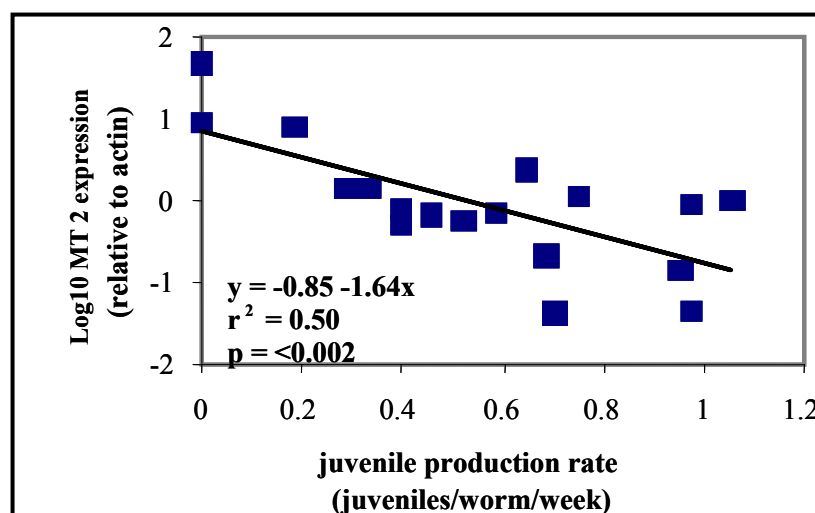 2
1
0
-1
-2
Log10 MT 2 expression
(relative to actin)
y = -0.85 -1.64x
r² = 0.50
p = <0.002
0 0.2 0.4 0.6 0.8 1 1.2
juvenile production rate
(juveniles/worm/week)